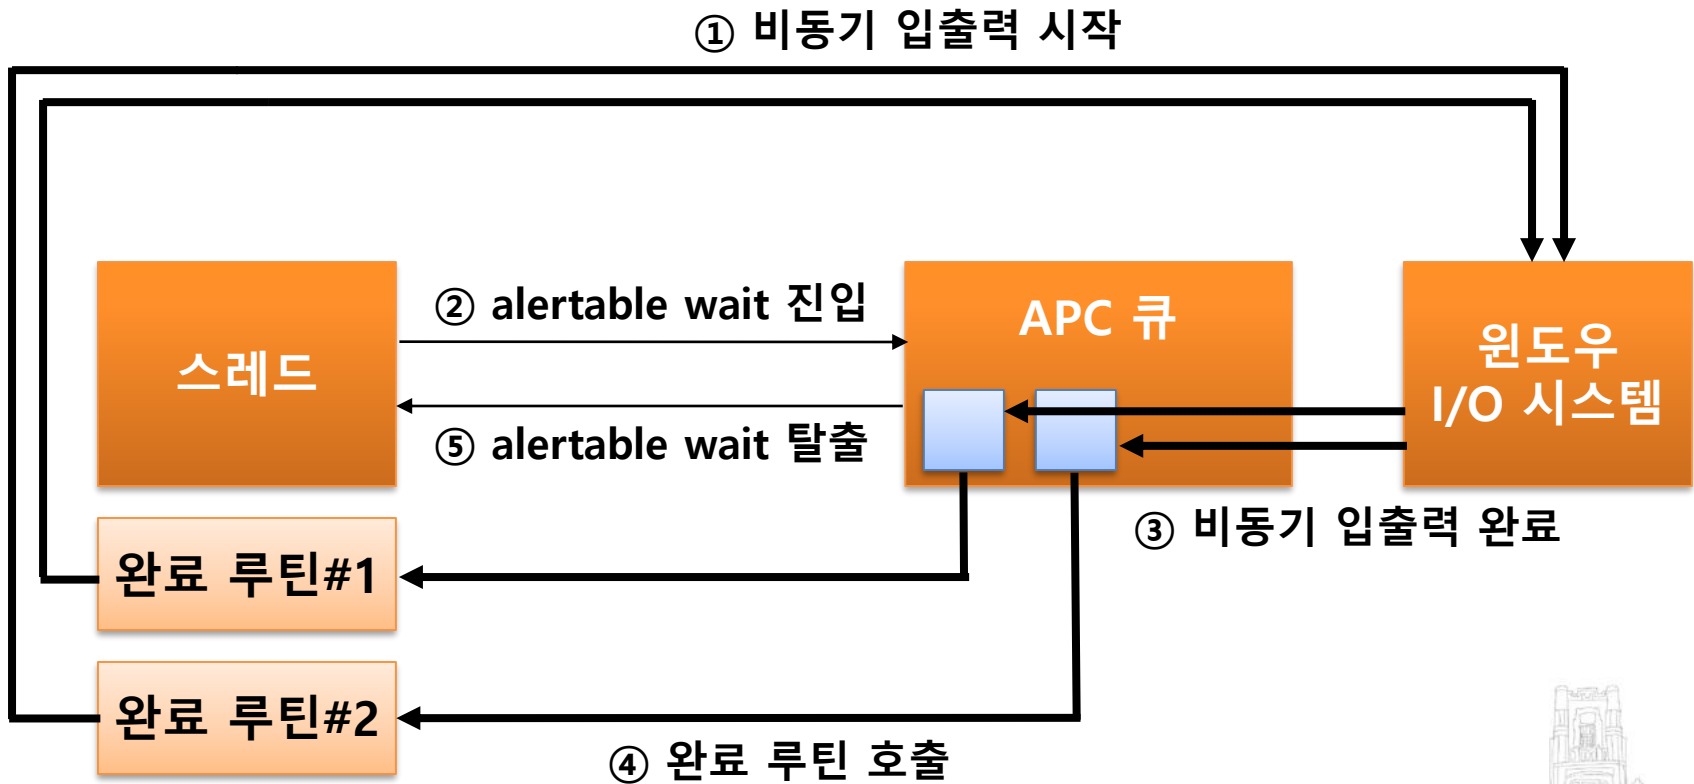 ① 비동기 입출력 시작
② alertable wait 진입
스레드
⑤ alertable wait 탈출
APC 큐
윈도우
I/O 시스템
③ 비동기 입출력 완료
완료 루틴#1
완료 루틴#2
④ 완료 루틴 호출